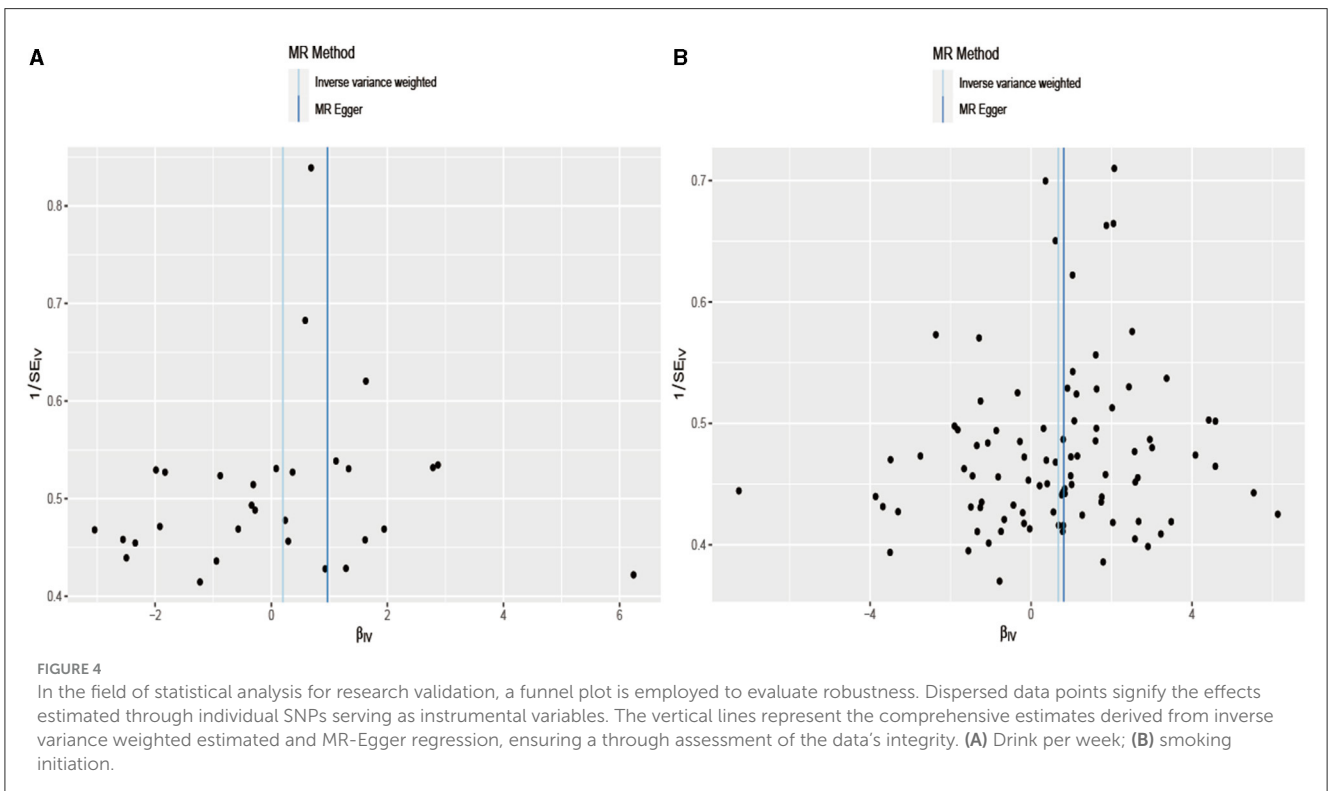 A
MR Method
Inverse variance weighted
MR Egger
0.8
0.7
0.6
0.5
0.4
1/SEIV
−2
0
2
4
6
βIV
B
MR Method
Inverse variance weighted
MR Egger
0.7
0.6
0.5
0.4
1/SEIV
−4
0
4
βIV
FIGURE 4
In the field of statistical analysis for research validation, a funnel plot is employed to evaluate robustness. Dispersed data points signify the effects
estimated through individual SNPs serving as instrumental variables. The vertical lines represent the comprehensive estimates derived from inverse
variance weighted estimated and MR-Egger regression, ensuring a through assessment of the data's integrity. (A) Drink per week; (B) smoking
initiation.